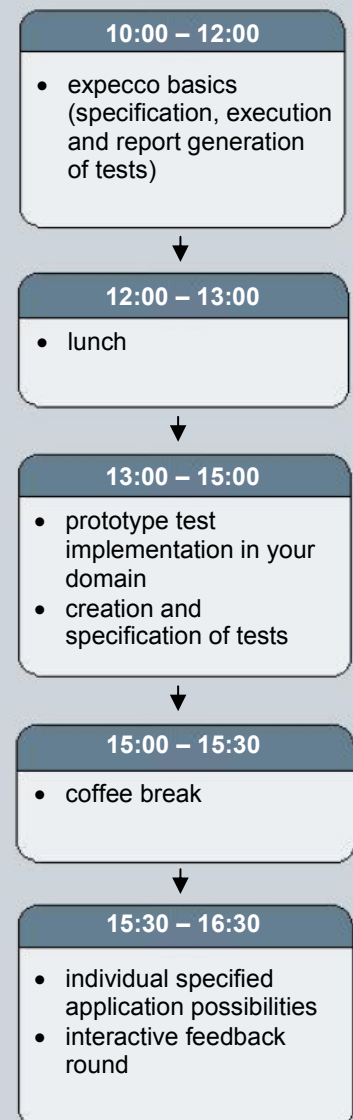 10:00 – 12:00
• expecco basics
(specification, execution
and report generation
of tests)
12:00 – 13:00
• lunch
13:00 – 15:00
• prototype test
implementation in your
domain
• creation and
specification of tests
15:00 – 15:30
• coffee break
15:30 – 16:30
• individual specified
application possibilities
• interactive feedback
round